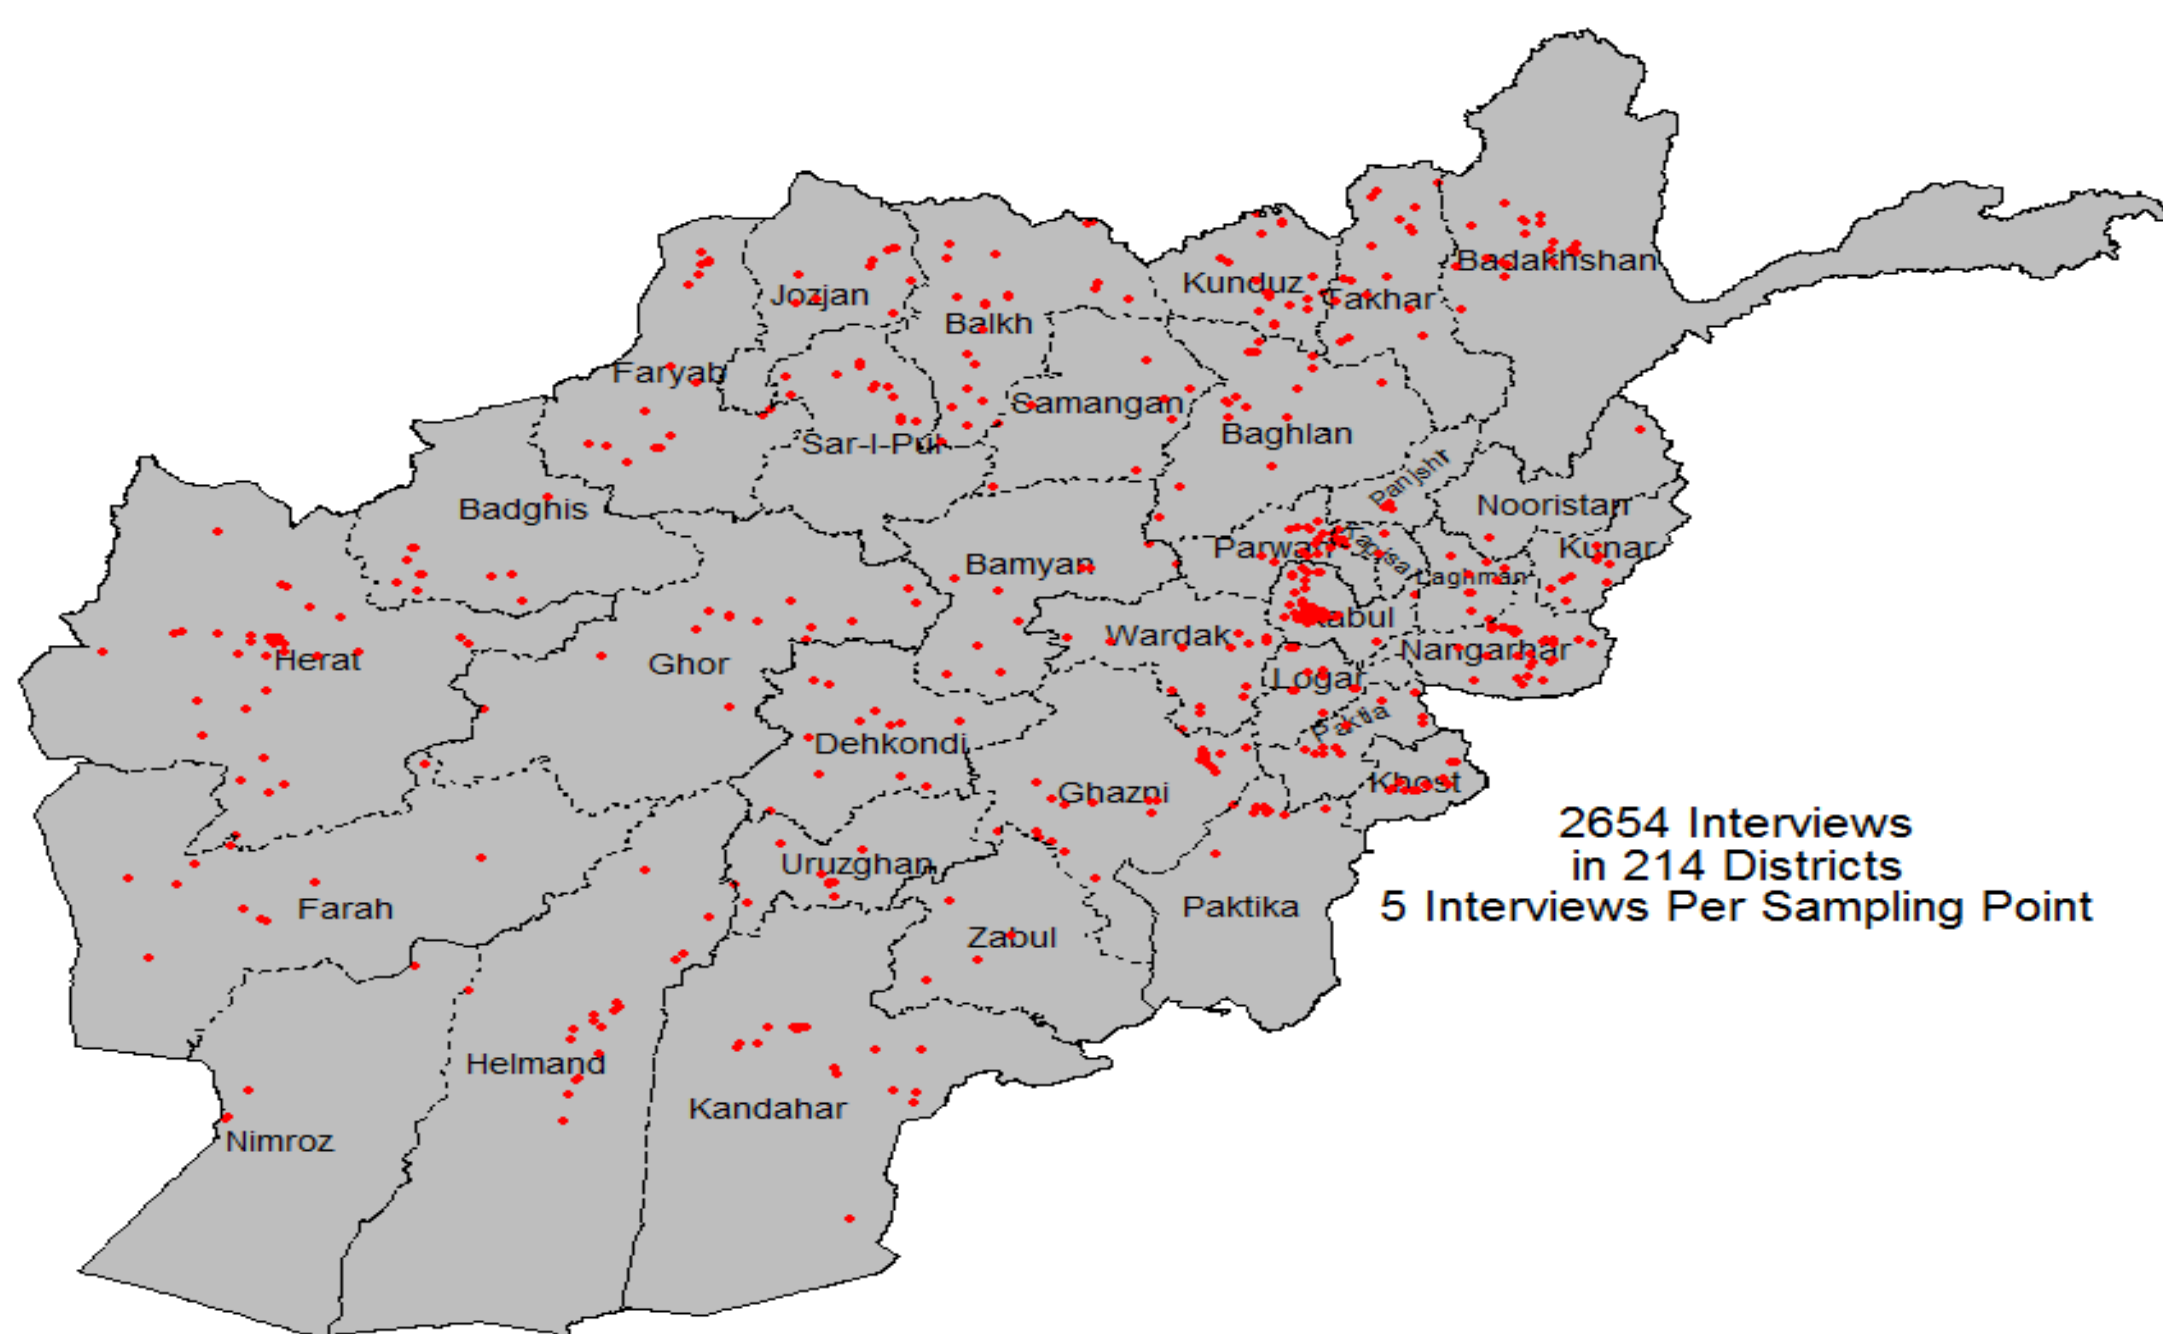 Badakhshan
Kunduz
Takhar
Jozjan
Balkh
Faryab
Samangan
Baghlan
Sar-I-Pul
Panjshr
Nooristan
Badghis
Parwan
Kapisa
Kunar
Bamyan
Laghman
Kabul
Wardak
Nangarhar
Herat
Ghor
Logar
Paktia
Dehkondi
Khost
Ghazni
2654 Interviews
in 214 Districts
5 Interviews Per Sampling Point
Uruzghan
Farah
Paktika
Zabul
Helmand
Kandahar
Nimroz